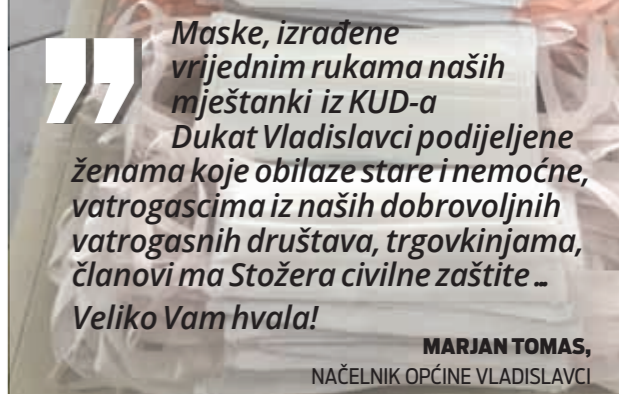 ”
Maske, izrađene
vrijednim rukama naših
mještanki iz KUD-a
Dukat Vladislavci podijeljene
ženama koje obilaze stare i nemoćne,
vatrogascima iz naših dobrovoljnih
vatrogasnih društava, trgovkinjama,
članovi ma Stožera civilne zaštite ...
Veliko Vam hvala!
MARJAN TOMAS,
NAČELNIK OPĆINE VLADISLAVCI